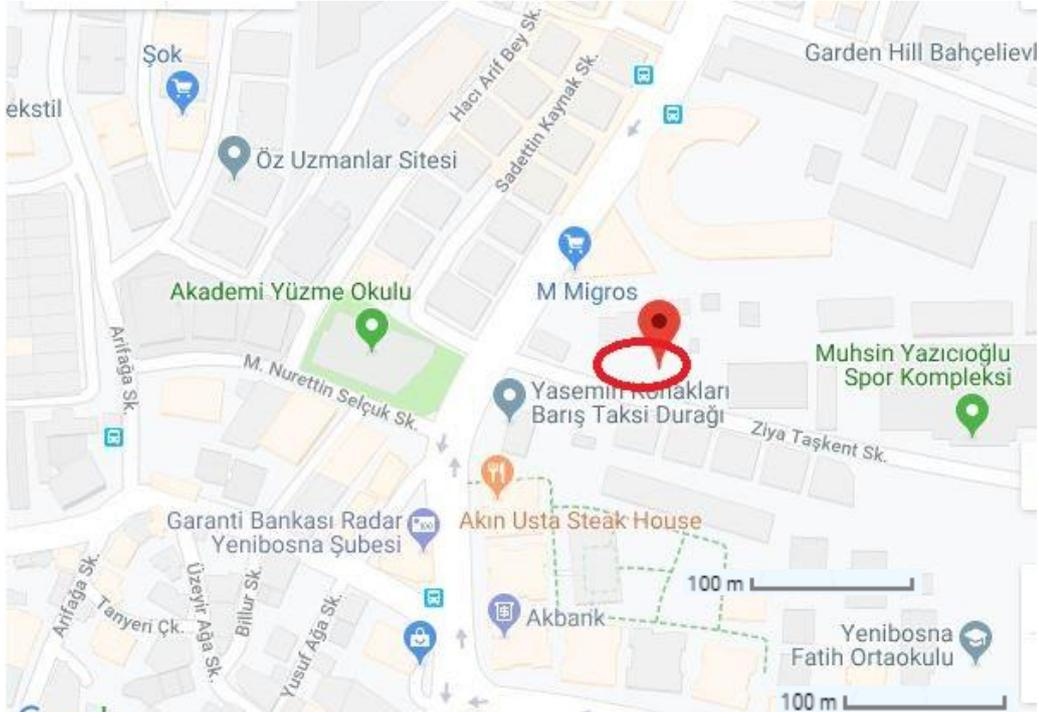 Şok
Hacı Arif Bey Sk.
Garden Hill Bahçeliev
ekstil
Sadettin Kaynak Sk.
Öz Uzmanlar Sitesi
Akademi Yüzme Okulu
M Migros
Arifağa Sk.
M. Nurettin Selçuk Sk.
Muhsin Yazıcıoğlu
Spor Kompleksi
Yasemin Konakları
Barış Taksi Durağı
Ziya Taşkent Sk.
Garanti Bankası Radar
Yenibosna Şubesi
Akın Usta Steak House
Arifağa Sk.
Tanyeri Çk.
Üzeyir Ağa Sk.
Billur Sk.
Yusuf Ağa Sk.
100 m
Akbank
Yenibosna
Fatih Ortaokulu
100 m